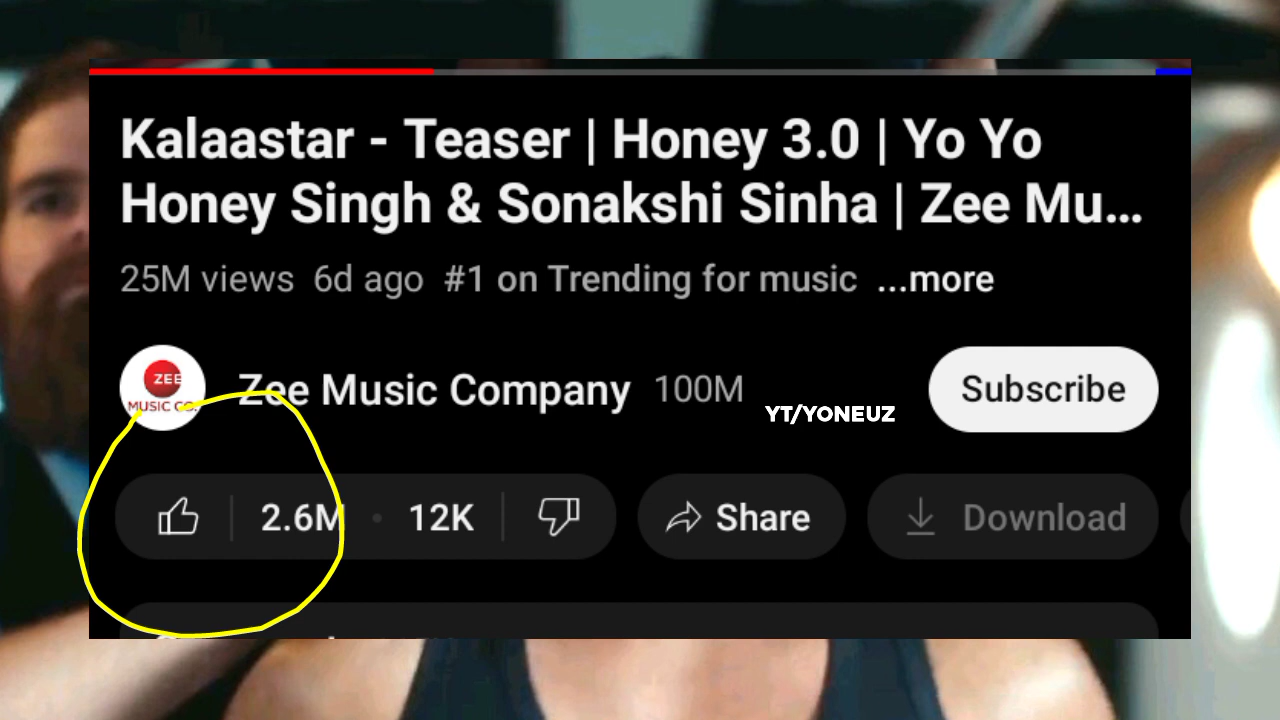 Kalaastar - Teaser | Honey 3.0 | Yo Yo
Honey Singh & Sonakshi Sinha | Zee Mu...
25M views 6d ago #1 on Trending for music ...more
ZEE
MUSIC CO.
Zee Music Company 100M
YT/YONEUZ
Subscribe
2.6M • 12K
Share
Download